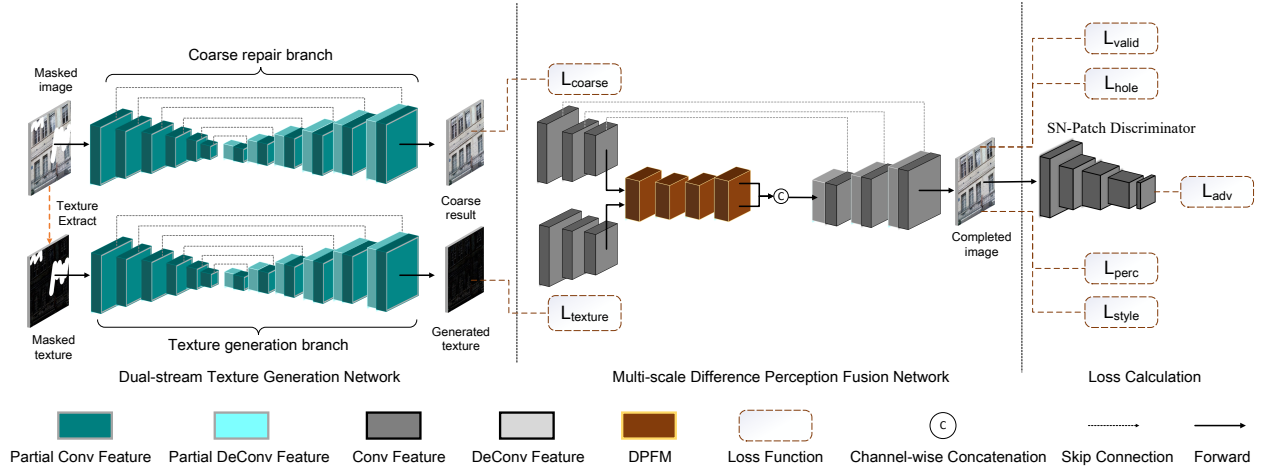 Coarse repair branch
Masked
image
Texture
Extract
Coarse
result
Masked
texture
Texture generation branch
Generated
texture
Dual-stream Texture Generation Network
L_coarse
L_texture
C
Completed
image
Multi-scale Difference Perception Fusion Network
L_valid
L_hole
SN-Patch Discriminator
L_adv
L_perc
L_style
Loss Calculation
C
Partial Conv Feature
Partial DeConv Feature
Conv Feature
DeConv Feature
DPFM
Loss Function
Channel-wise Concatenation
Skip Connection
Forward